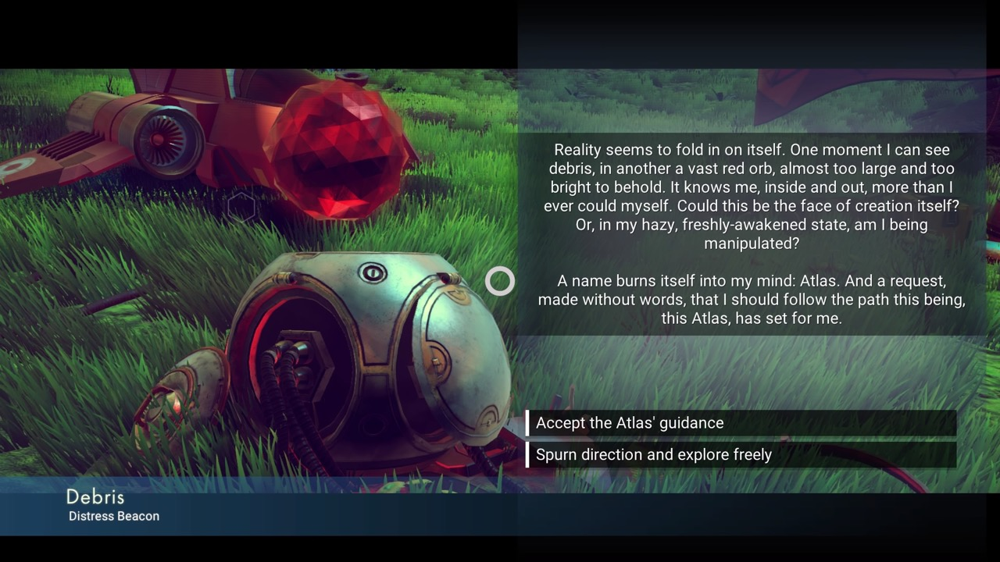 Reality seems to fold in on itself. One moment I can see
debris, in another a vast red orb, almost too large and too
bright to behold. It knows me, inside and out, more than I
ever could myself. Could this be the face of creation itself?
Or, in my hazy, freshly-awakened state, am I being
manipulated?
A name burns itself into my mind: Atlas. And a request,
made without words, that I should follow the path this being,
this Atlas, has set for me.
Accept the Atlas' guidance
Spurn direction and explore freely
Debris
Distress Beacon